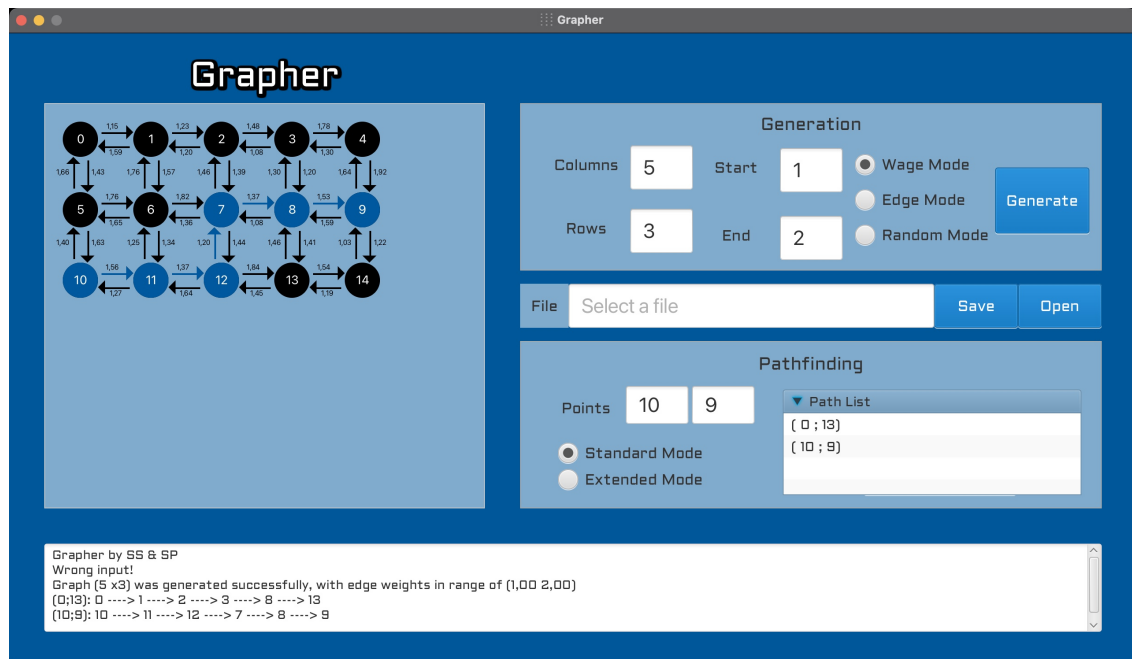 Grapher
Grapher
1,15 1,23 1,48 1,78
0 1 2 3 4
1,59 1,20 1,08 1,30
1,66 1,43 1,76 1,57 1,46 1,39 1,30 1,20 1,64 1,92
1,76 1,82 1,37 1,53
5 6 7 8 9
1,65 1,36 1,08 1,59
1,40 1,63 1,25 1,34 1,20 1,44 1,46 1,41 1,03 1,22
1,56 1,37 1,84 1,54
10 11 12 13 14
1,27 1,64 1,45 1,19
Generation
Columns 5 Start 1 Wage Mode
Edge Mode Generate
Rows 3 End 2 Random Mode
File Select a file Save Open
Pathfinding
Points 10 9
Standard Mode
Extended Mode
Path List
( 0 ; 13)
( 10 ; 9)
Grapher by SS & SP
Wrong input!
Graph (5 x3) was generated successfully, with edge weights in range of (1,00 2,00)
(0;13): 0 ----> 1 ----> 2 ----> 3 ----> 8 ----> 13
(10;9): 10 ----> 11 ----> 12 ----> 7 ----> 8 ----> 9